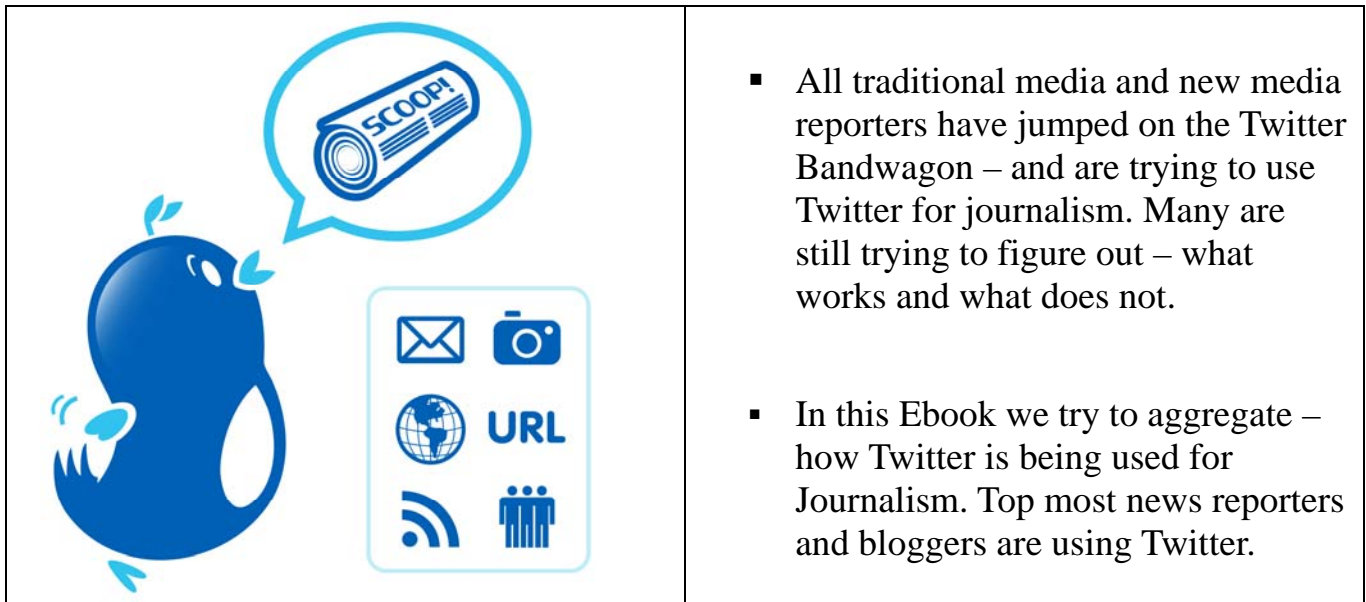 SCOOP!
URL
▪ All traditional media and new media
reporters have jumped on the Twitter
Bandwagon – and are trying to use
Twitter for journalism. Many are
still trying to figure out – what
works and what does not.
▪ In this Ebook we try to aggregate –
how Twitter is being used for
Journalism. Top most news reporters
and bloggers are using Twitter.